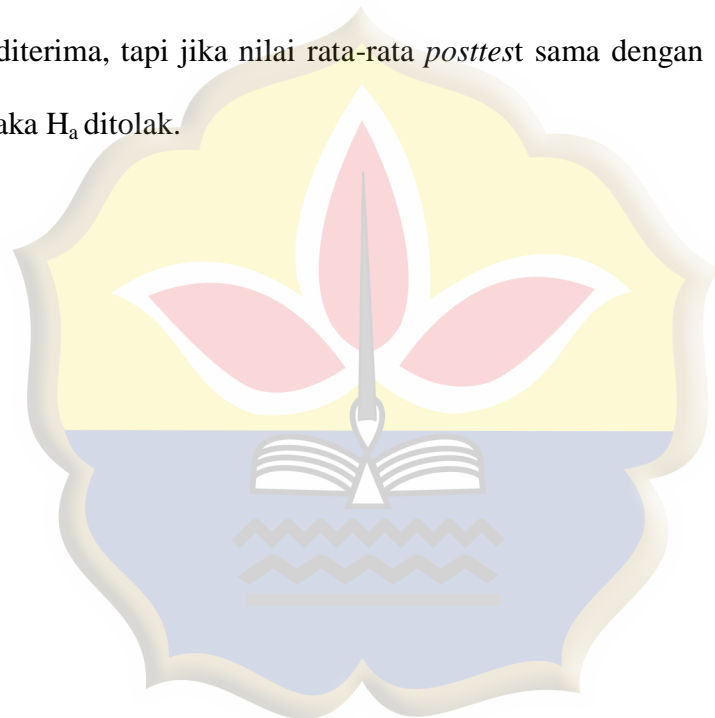 diterima, tapi jika nilai rata-rata posttest sama dengan
aka Hₐ ditolak.